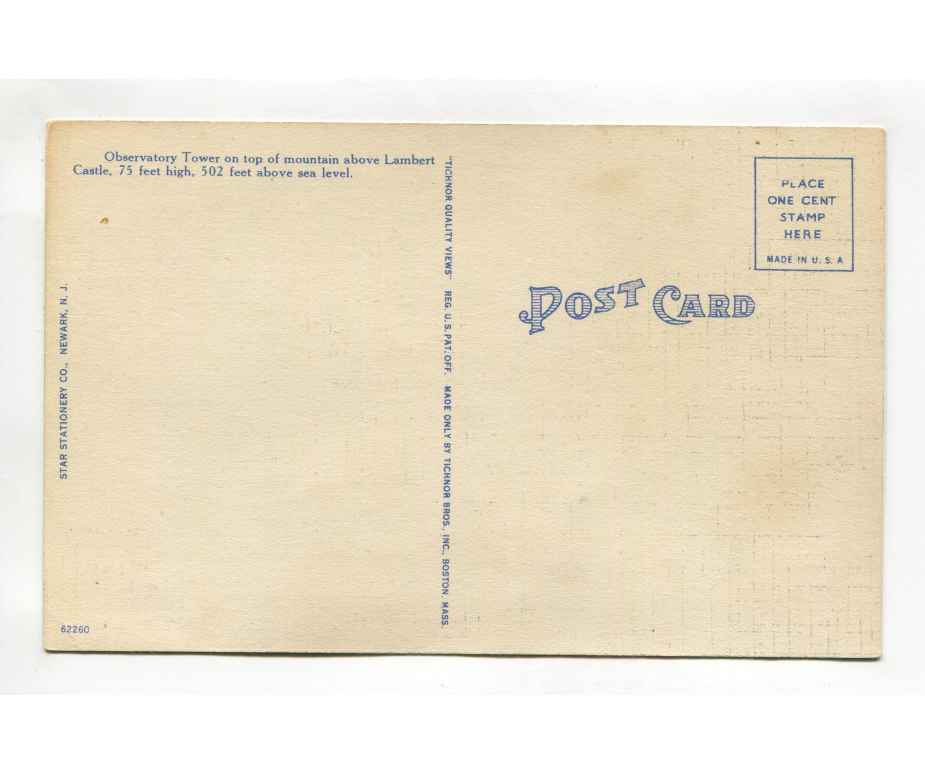 Observatory Tower on top of mountain above Lambert
Castle, 75 feet high, 502 feet above sea level.
STAR STATIONERY CO., NEWARK, N. J.
62260
"TICHNOR QUALITY VIEWS" REG. U. S. PAT. OFF. MADE ONLY BY TICHNOR BROS., INC., BOSTON, MASS.
POST CARD
PLACE
ONE CENT
STAMP
HERE
MADE IN U. S. A